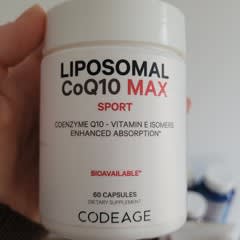 LIPOSOMAL
CoQ10 MAX
SPORT
COENZYME Q10 - VITAMIN E ISOMERS
ENHANCED ABSORPTION*
BIOAVAILABLE*
60 CAPSULES
DIETARY SUPPLEMENT
CODEAGE